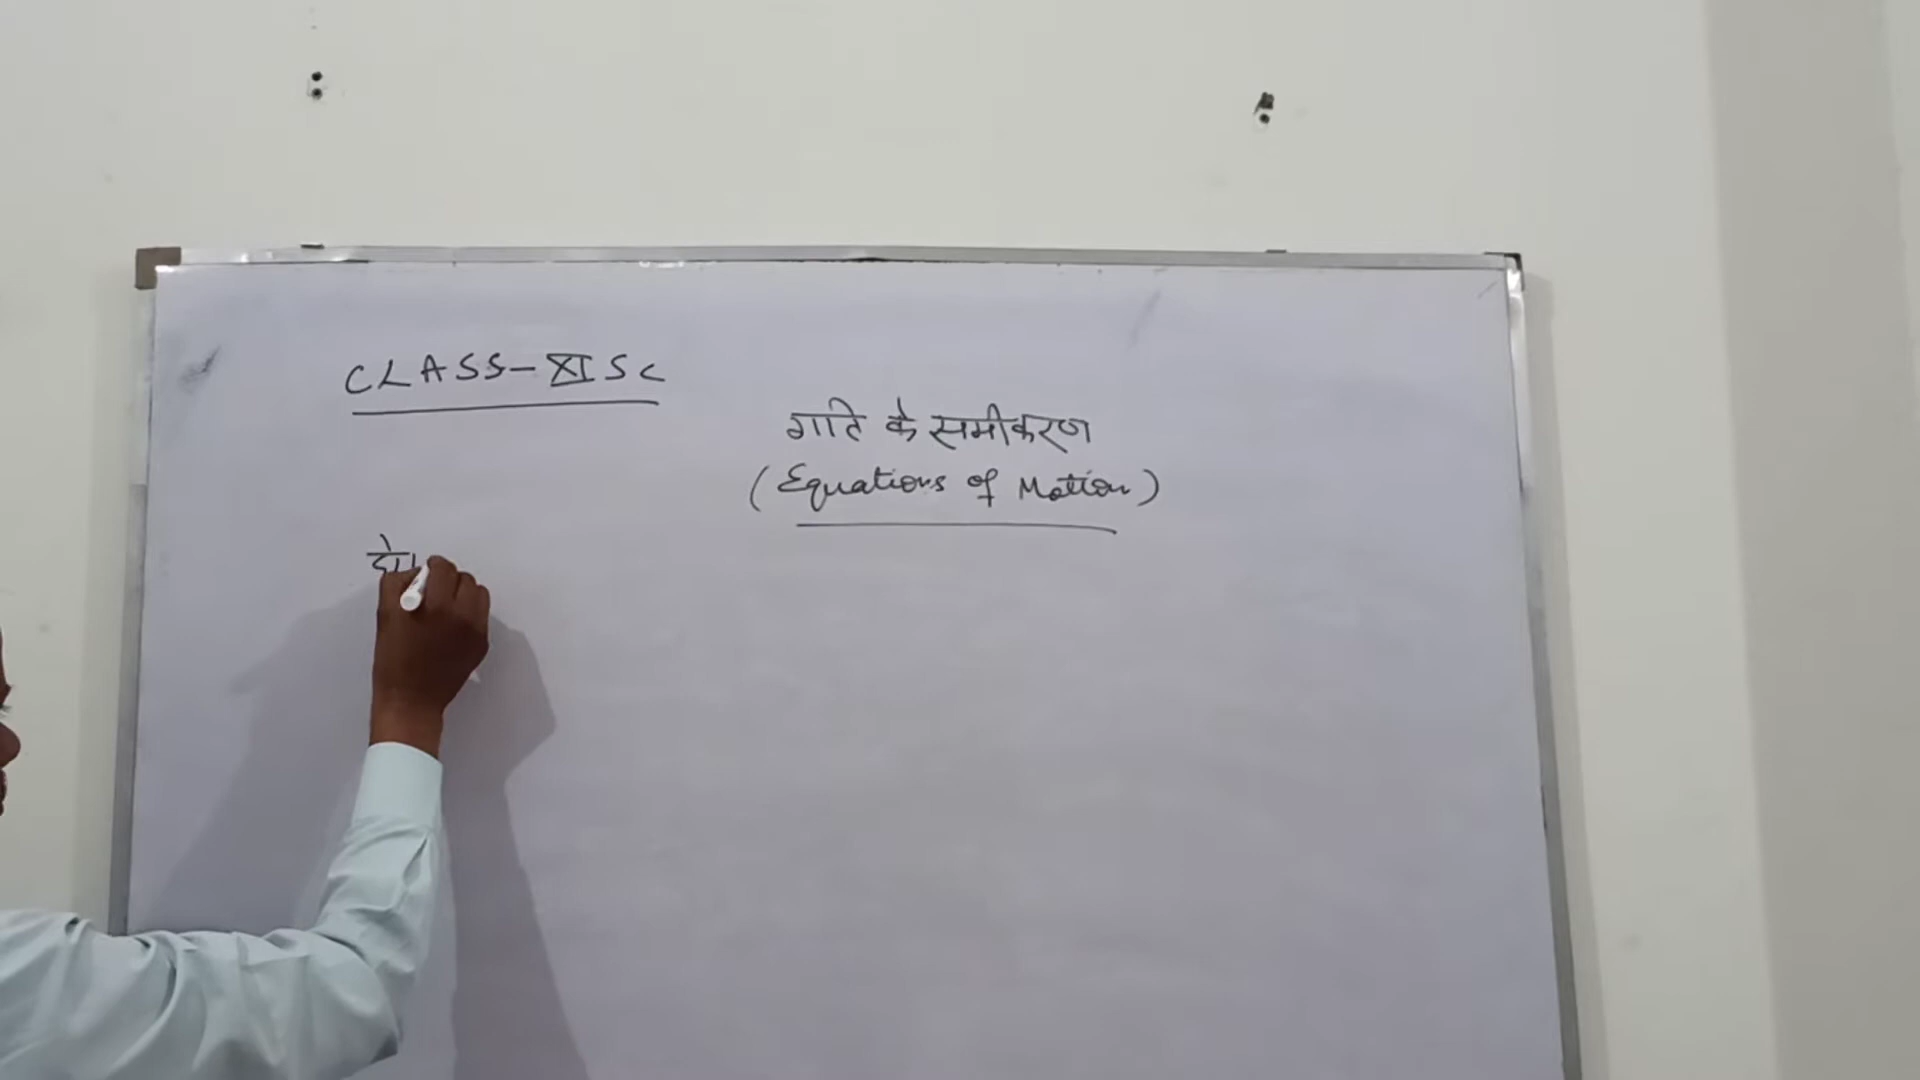 CLASS-XI Sc
गति के समीकरण
(Equations of Motion)